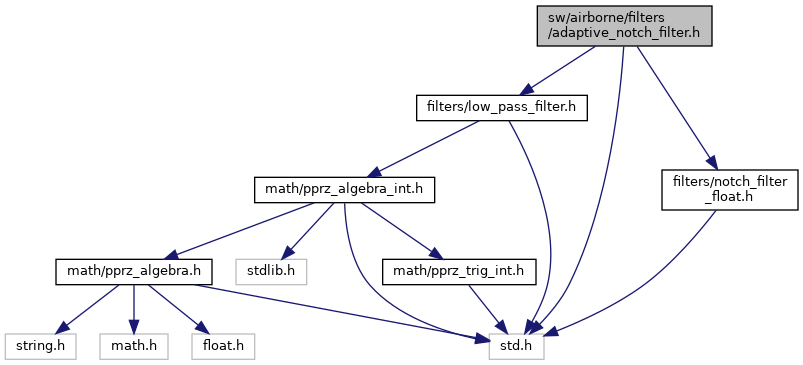 sw/airborne/filters
/adaptive_notch_filter.h
filters/low_pass_filter.h
filters/notch_filter
_float.h
math/pprz_algebra_int.h
math/pprz_algebra.h
stdlib.h
math/pprz_trig_int.h
string.h
math.h
float.h
std.h